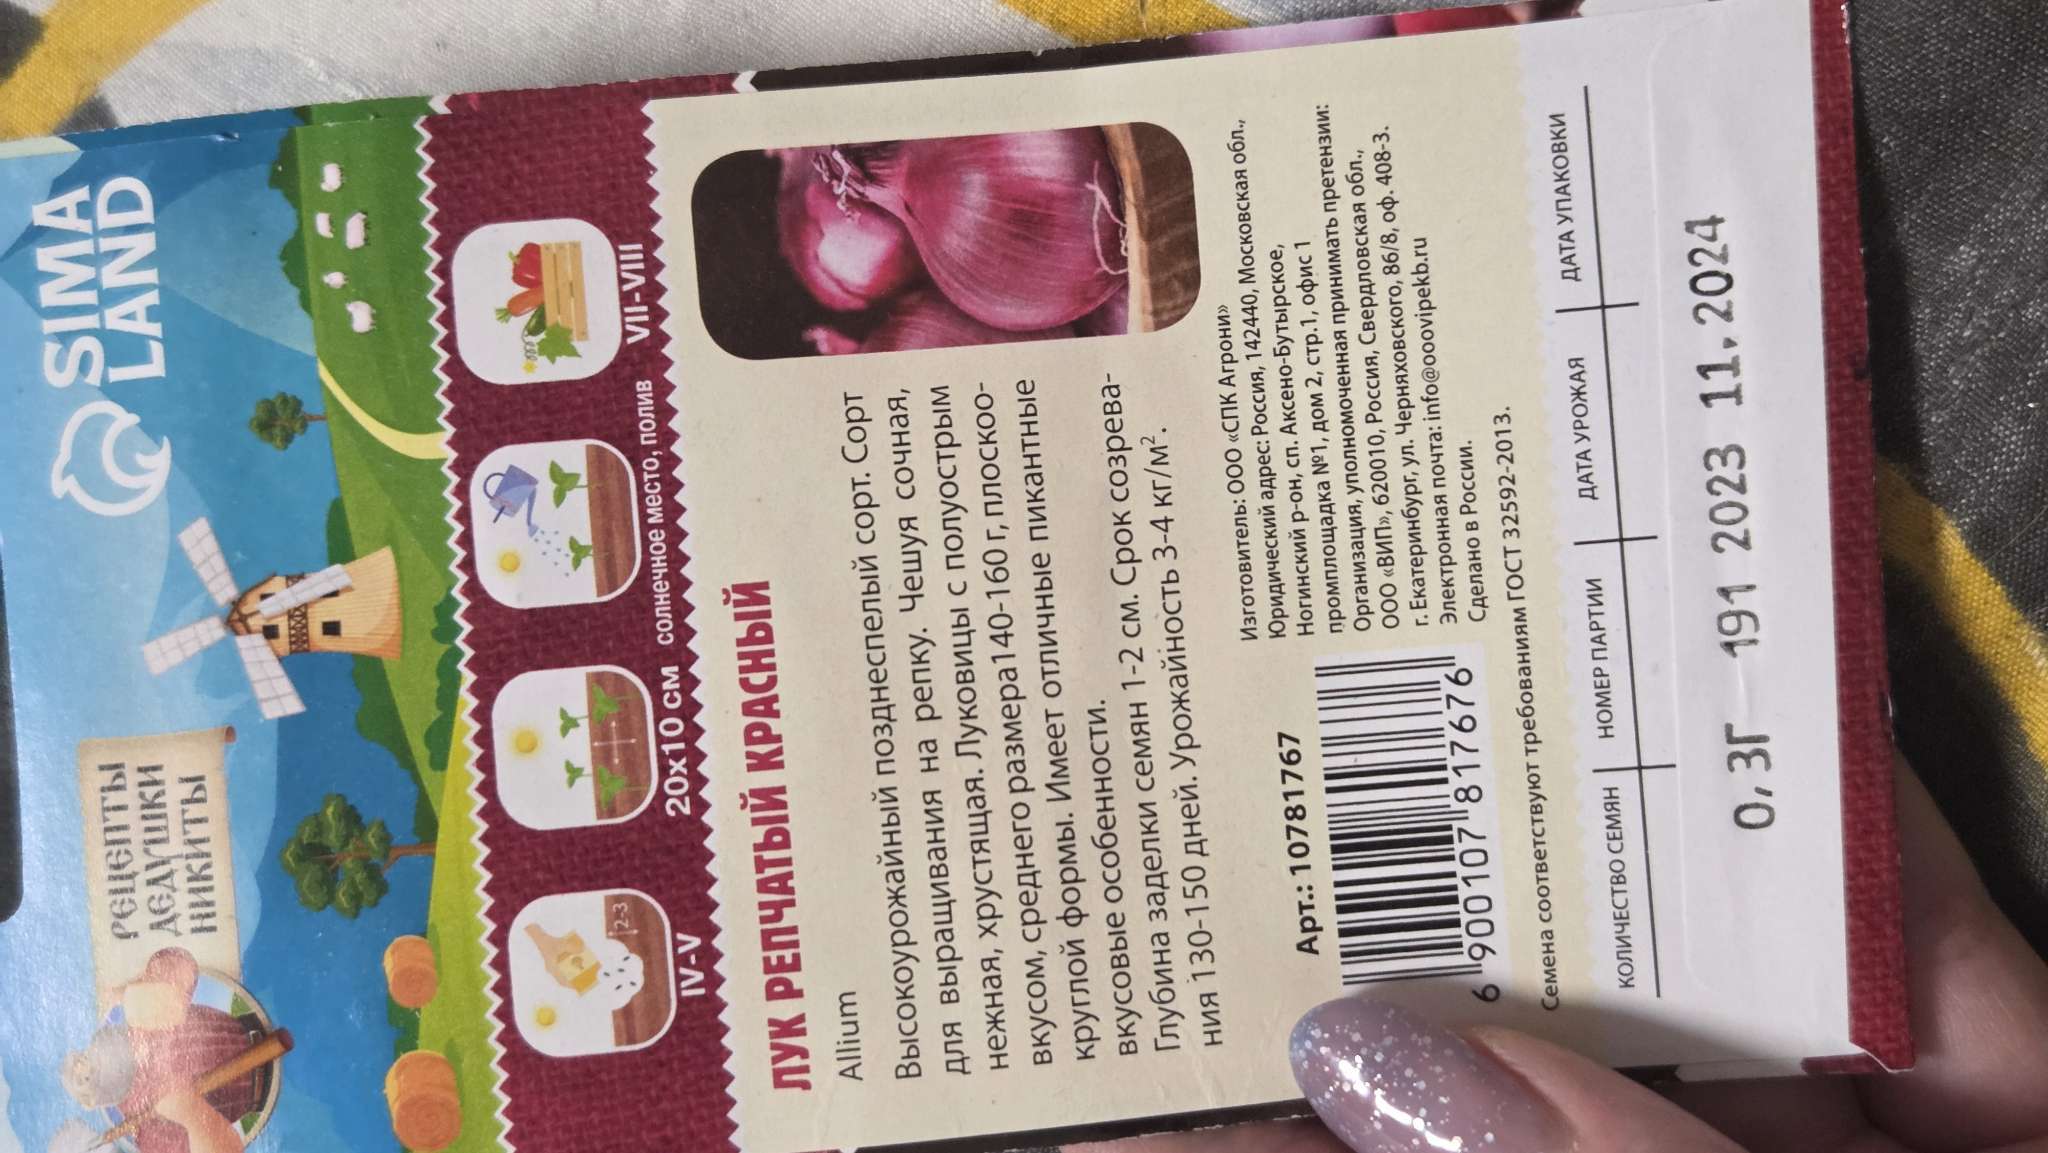 SIMA
LAND
РЕЦЕПТЫ
ДЕДУШКИ
НИКИТЫ
2-3
IV-V
20x10 см
солнечное место, полив
VII-VIII
ЛУК РЕПЧАТЫЙ КРАСНЫЙ
Allium
Высокоурожайный позднеспелый сорт. Сорт
для выращивания на репку. Чешуя сочная,
нежная, хрустящая. Луковицы с полуострым
вкусом, среднего размера140-160 г, плоскоо-
круглой формы. Имеет отличные пикантные
вкусовые особенности.
Глубина заделки семян 1-2 см. Срок созрева-
ния 130-150 дней. Урожайность 3-4 кг/м².
Арт.: 10781767
6 900107 817676
Изготовитель: ООО «СПК Агрони»
Юридический адрес: Россия, 142440, Московская обл.,
Ногинский р-он, сп. Аксено-Бутырское,
промплощадка №1, дом 2, стр.1, офис 1
Организация, уполномоченная принимать претензии:
ООО «ВИП», 620010, Россия, Свердловская обл.,
г. Екатеринбург, ул. Черняховского, 86/8, оф. 408-3.
Электронная почта: info@ooovipekb.ru
Сделано в России.
Семена соответствуют требованиям ГОСТ 32592-2013.
КОЛИЧЕСТВО СЕМЯН
НОМЕР ПАРТИИ
ДАТА УРОЖАЯ
ДАТА УПАКОВКИ
0,3Г 191 2023 11.2024